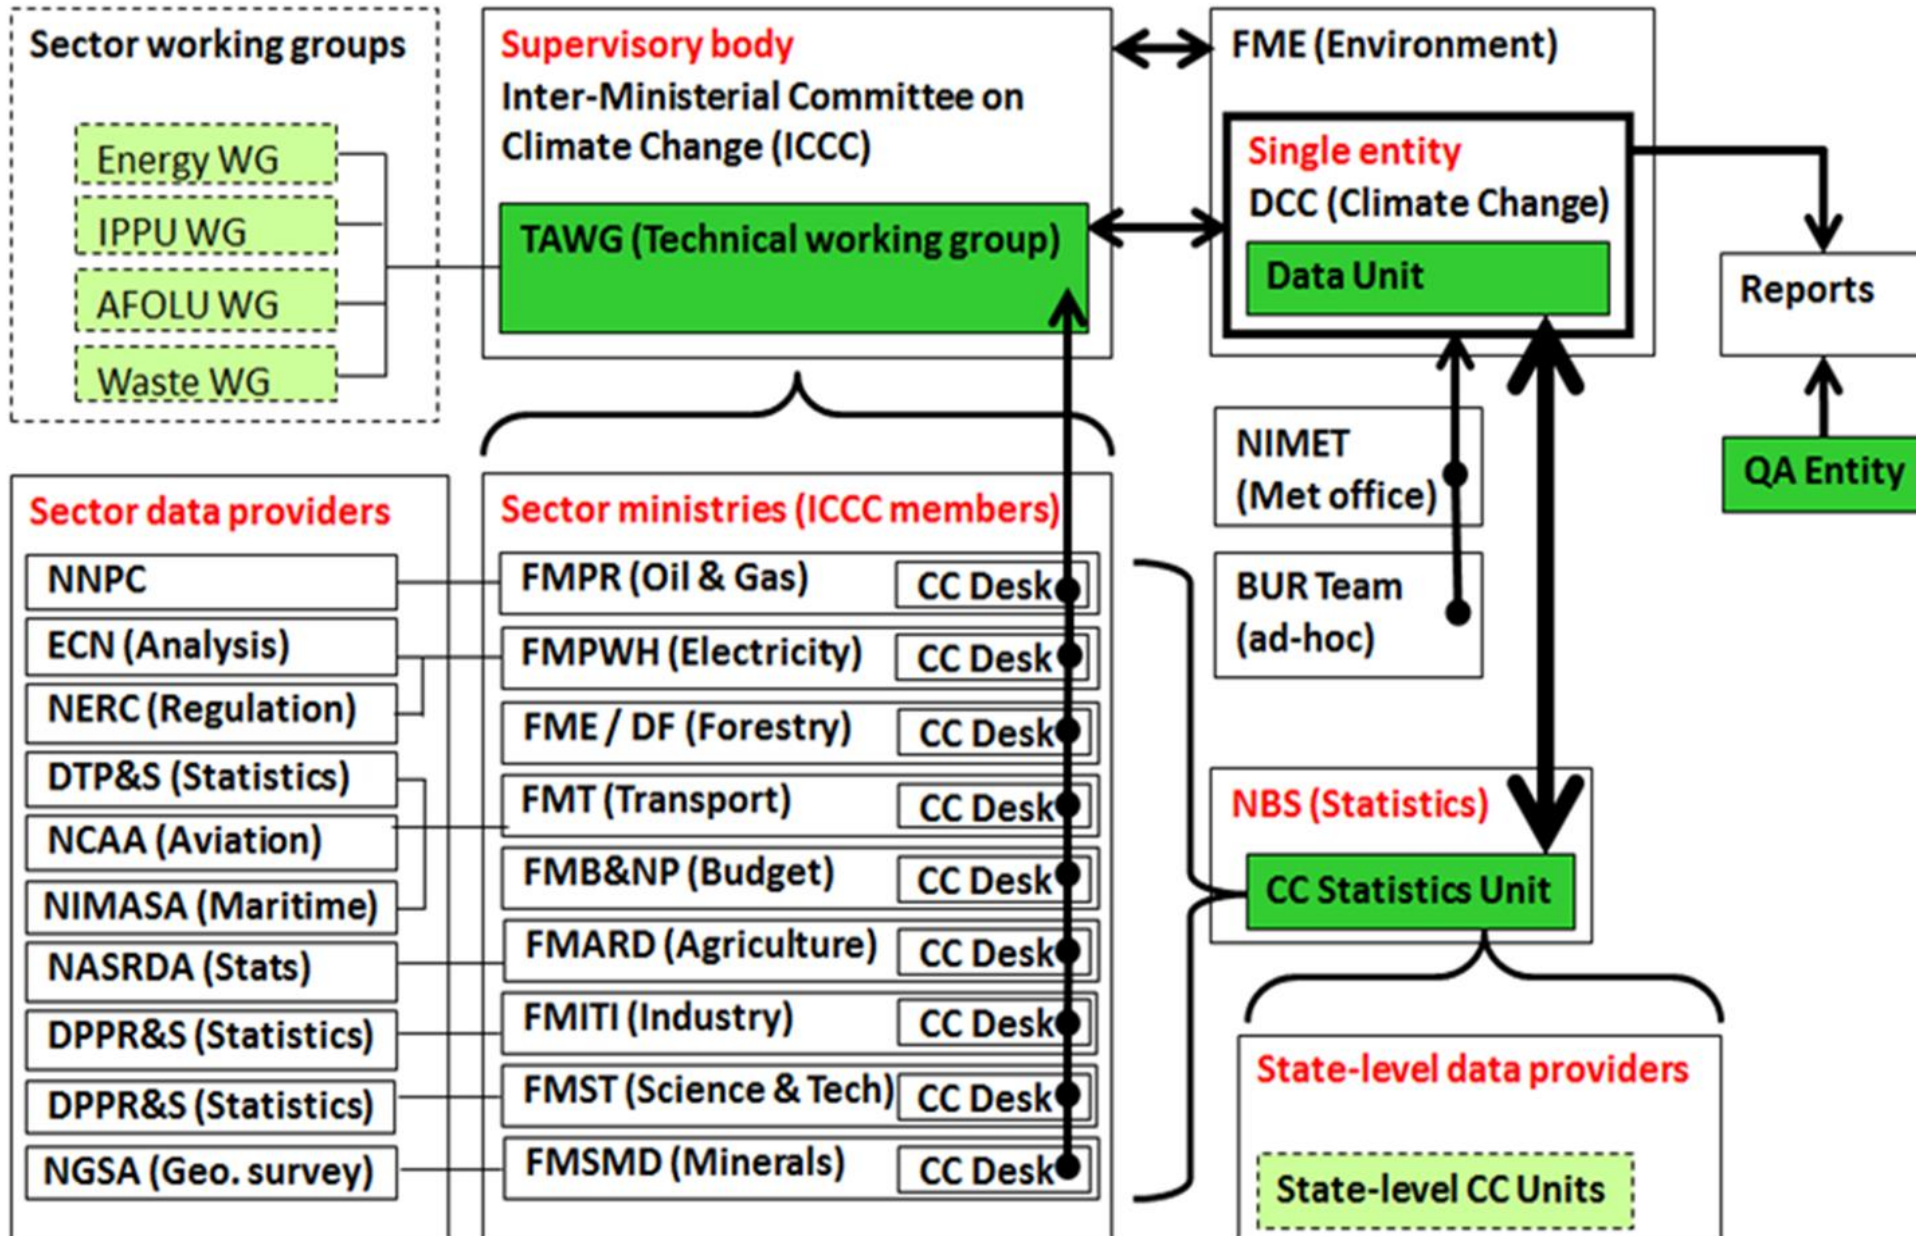 Sector working groups
Energy WG
IPPU WG
AFOLU WG
Waste WG
Supervisory body
Inter-Ministerial Committee on
Climate Change (ICCC)
TAWG (Technical working group)
FME (Environment)
Single entity
DCC (Climate Change)
Data Unit
Reports
QA Entity
NIMET
(Met office)
BUR Team
(ad-hoc)
Sector data providers
NNPC
ECN (Analysis)
NERC (Regulation)
DTP&S (Statistics)
NCAA (Aviation)
NIMASA (Maritime)
NASRDA (Stats)
DPPR&S (Statistics)
DPPR&S (Statistics)
NGSA (Geo. survey)
Sector ministries (ICCC members)
FMPR (Oil & Gas) CC Desk
FMPWH (Electricity) CC Desk
FME / DF (Forestry) CC Desk
FMT (Transport) CC Desk
FMB&NP (Budget) CC Desk
FMARD (Agriculture) CC Desk
FMITI (Industry) CC Desk
FMST (Science & Tech) CC Desk
FMSMD (Minerals) CC Desk
NBS (Statistics)
CC Statistics Unit
State-level data providers
State-level CC Units